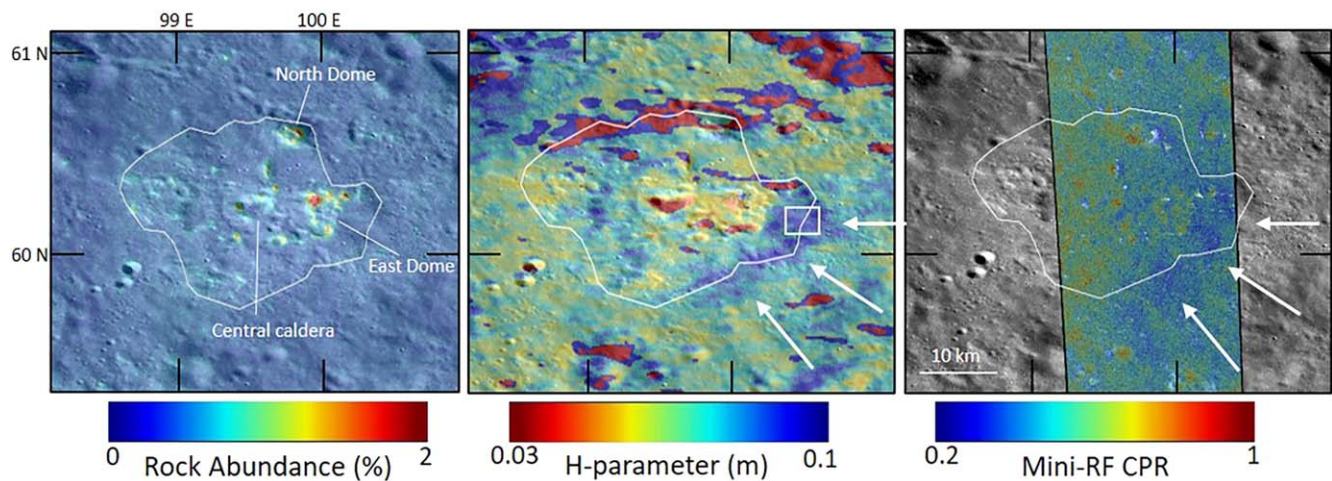 99 E 100 E
61 N
North Dome
60 N
East Dome
Central caldera
10 km
0 2
Rock Abundance (%)
0.03 0.1
H-parameter (m)
0.2 1
Mini-RF CPR